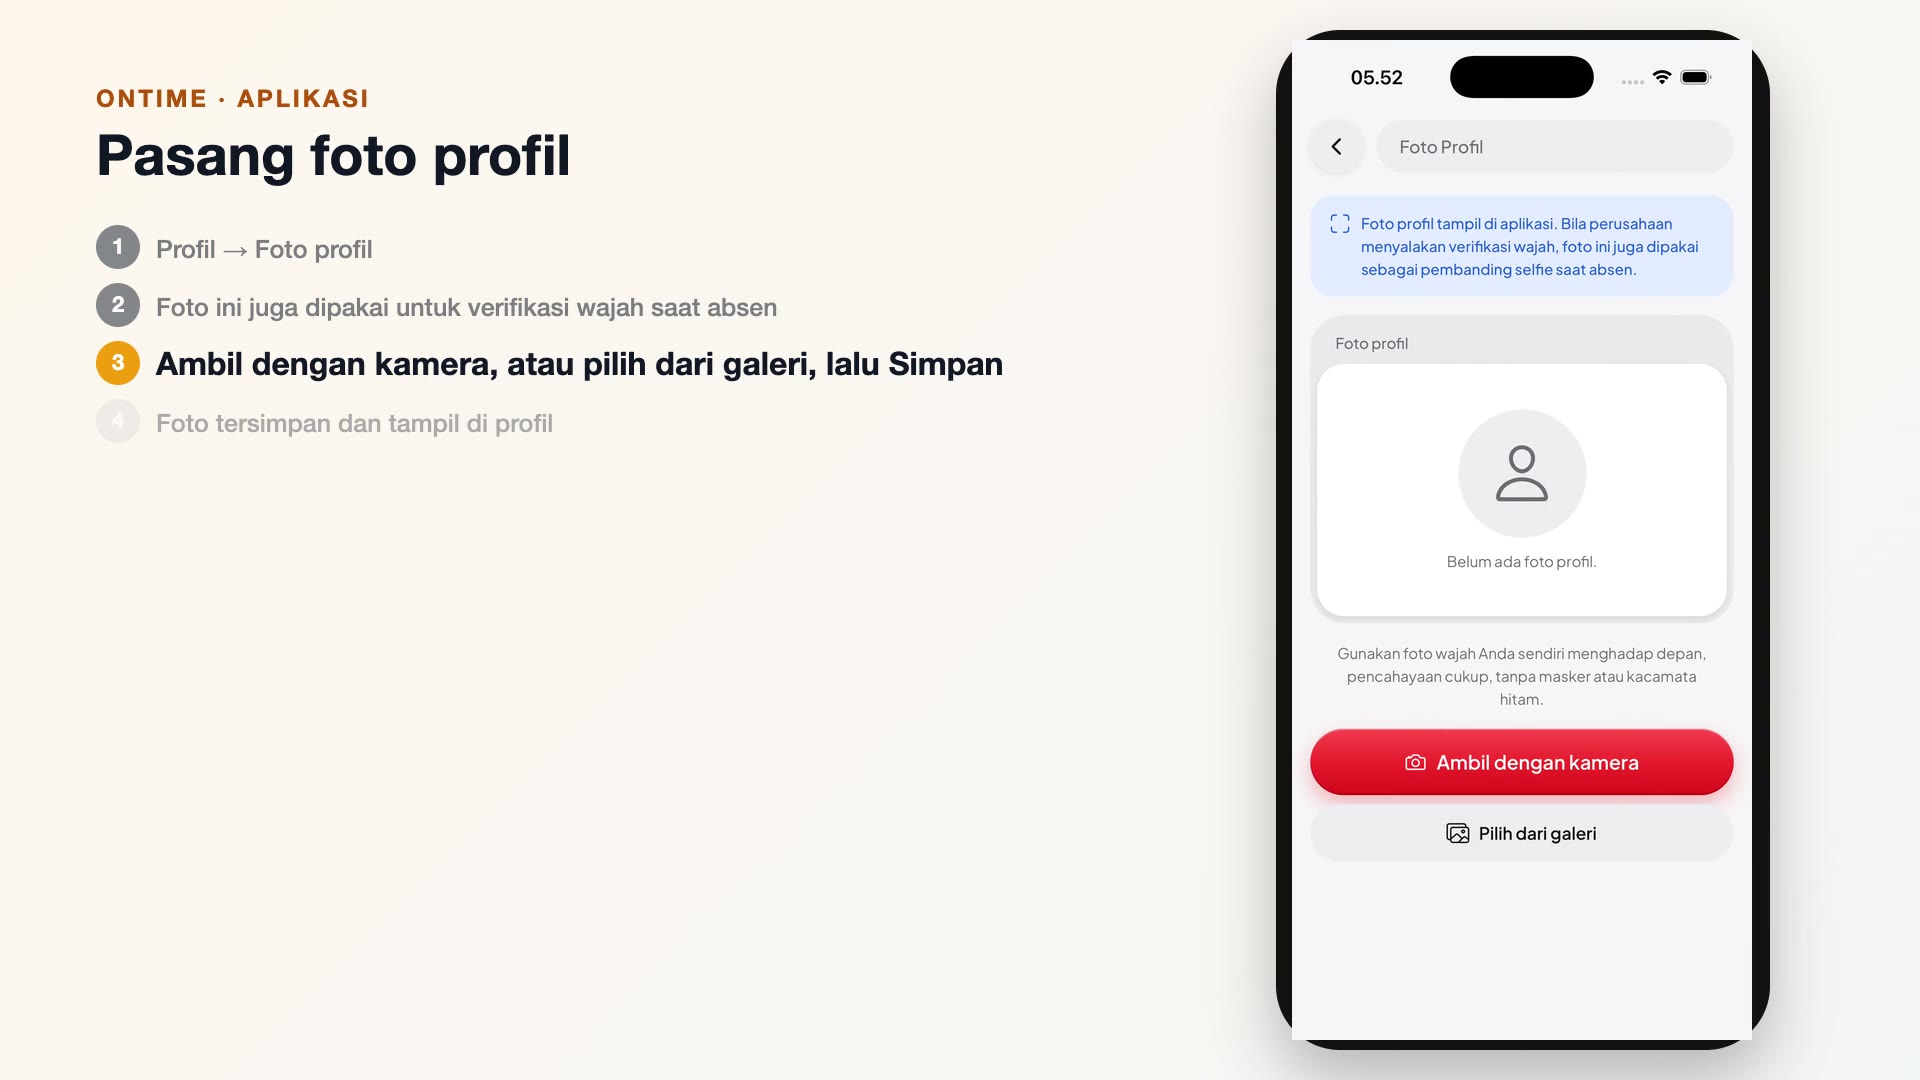 ONTIME · APLIKASI
Pasang foto profil
1 Profil → Foto profil
2 Foto ini juga dipakai untuk verifikasi wajah saat absen
3 Ambil dengan kamera, atau pilih dari galeri, lalu Simpan
4 Foto tersimpan dan tampil di profil
05.52
Foto Profil
Foto profil tampil di aplikasi. Bila perusahaan
menyalakan verifikasi wajah, foto ini juga dipakai
sebagai pembanding selfie saat absen.
Foto profil
Belum ada foto profil.
Gunakan foto wajah Anda sendiri menghadap depan,
pencahayaan cukup, tanpa masker atau kacamata
hitam.
Ambil dengan kamera
Pilih dari galeri